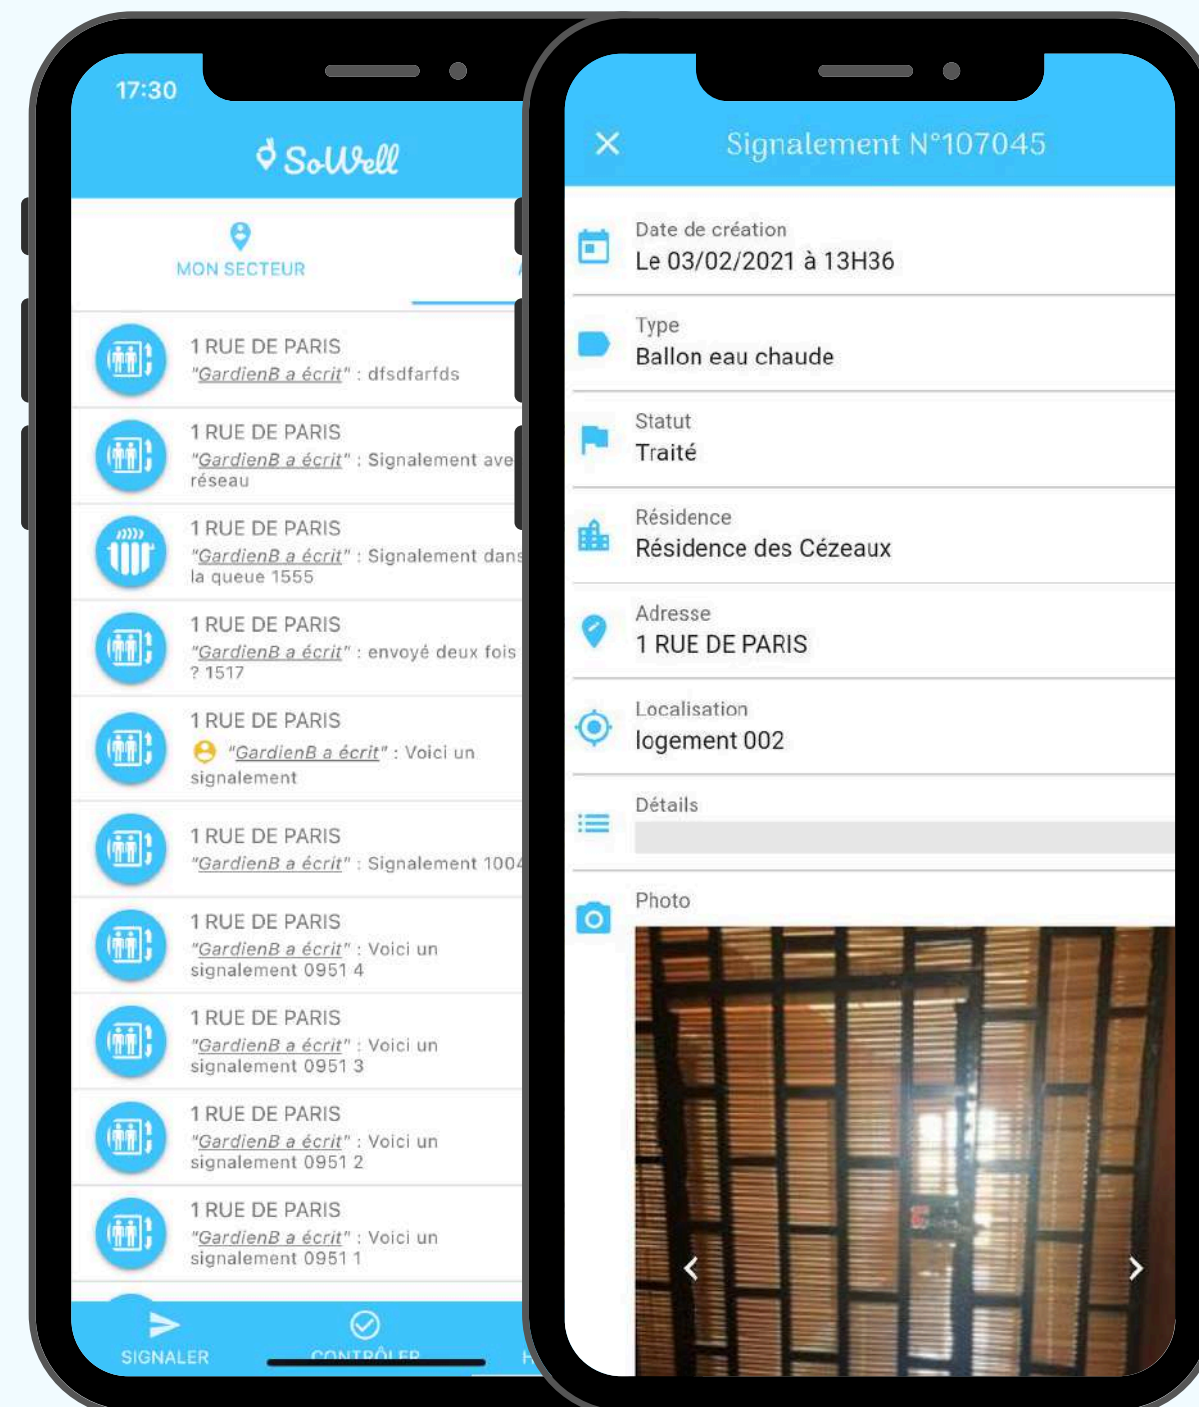 17:30
SoWell
MON SECTEUR
1 RUE DE PARIS
"GardienB a écrit" : dfsdfarfds
1 RUE DE PARIS
"GardienB a écrit" : Signalement
réseau
1 RUE DE PARIS
"GardienB a écrit" : Signalement dans
la queue 1555
1 RUE DE PARIS
"GardienB a écrit" : envoyé deux fois
? 1517
1 RUE DE PARIS
"GardienB a écrit" : Voici un
signalement
1 RUE DE PARIS
"GardienB a écrit" : Signalement 1004
1 RUE DE PARIS
"GardienB a écrit" : Voici un
signalement 0951 4
1 RUE DE PARIS
"GardienB a écrit" : Voici un
signalement 0951 3
1 RUE DE PARIS
"GardienB a écrit" : Voici un
signalement 0951 2
1 RUE DE PARIS
"GardienB a écrit" : Voici un
signalement 0951 1
SIGNALER
CONTRÔLER
Signalement N°107045
Date de création
Le 03/02/2021 à 13H36
Type
Ballon eau chaude
Statut
Traité
Résidence
Résidence des Cézeaux
Adresse
1 RUE DE PARIS
Localisation
logement 002
Détails
Photo